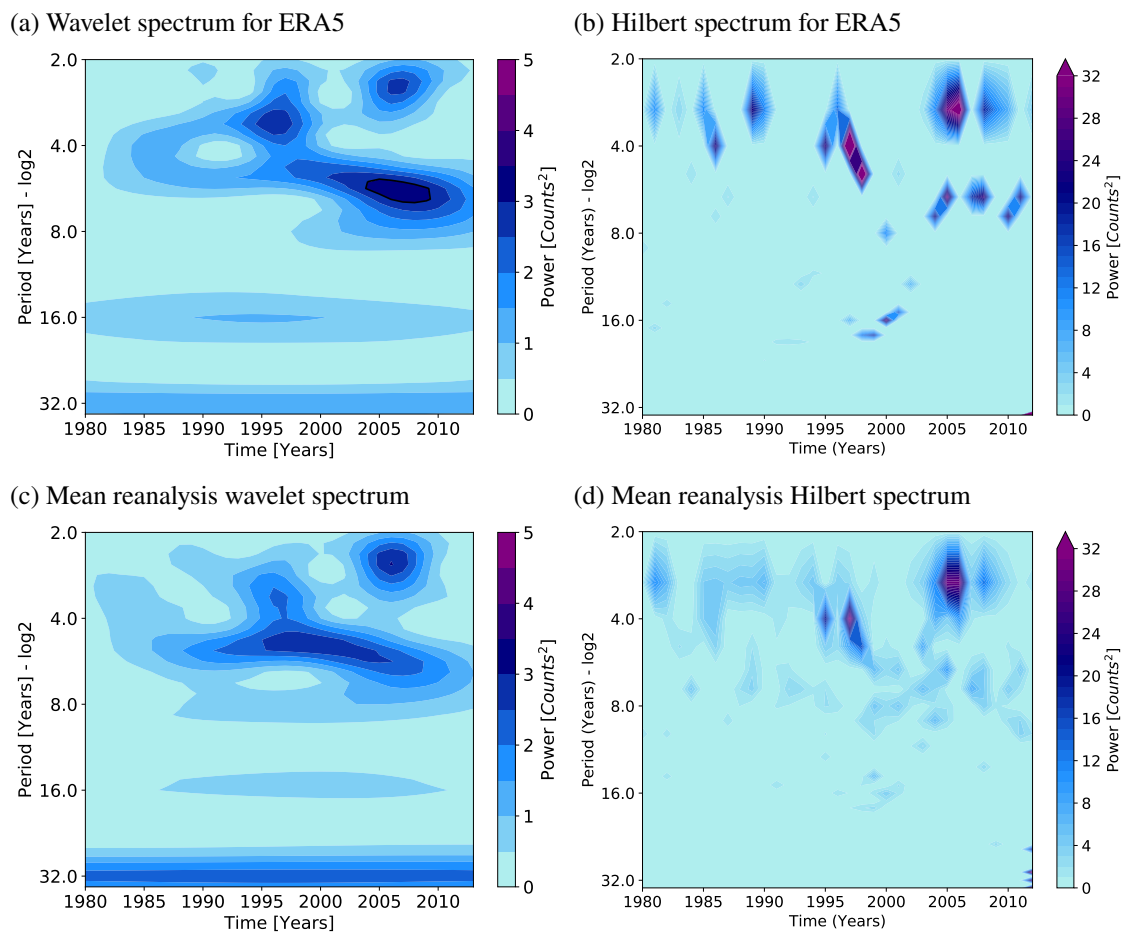 (a) Wavelet spectrum for ERA5
2.0
4.0
8.0
16.0
32.0
Period [Years] - log2
1980 1985 1990 1995 2000 2005 2010
Time [Years]
5
4
3
2
1
0
Power [Counts²]
(b) Hilbert spectrum for ERA5
2.0
4.0
8.0
16.0
32.0
Period (Years) - log2
1980 1985 1990 1995 2000 2005 2010
Time (Years)
32
28
24
20
16
12
8
4
0
Power [Counts²]
(c) Mean reanalysis wavelet spectrum
2.0
4.0
8.0
16.0
32.0
Period [Years] - log2
1980 1985 1990 1995 2000 2005 2010
Time [Years]
5
4
3
2
1
0
Power [Counts²]
(d) Mean reanalysis Hilbert spectrum
2.0
4.0
8.0
16.0
32.0
Period (Years) - log2
1980 1985 1990 1995 2000 2005 2010
Time (Years)
32
28
24
20
16
12
8
4
0
Power [Counts²]